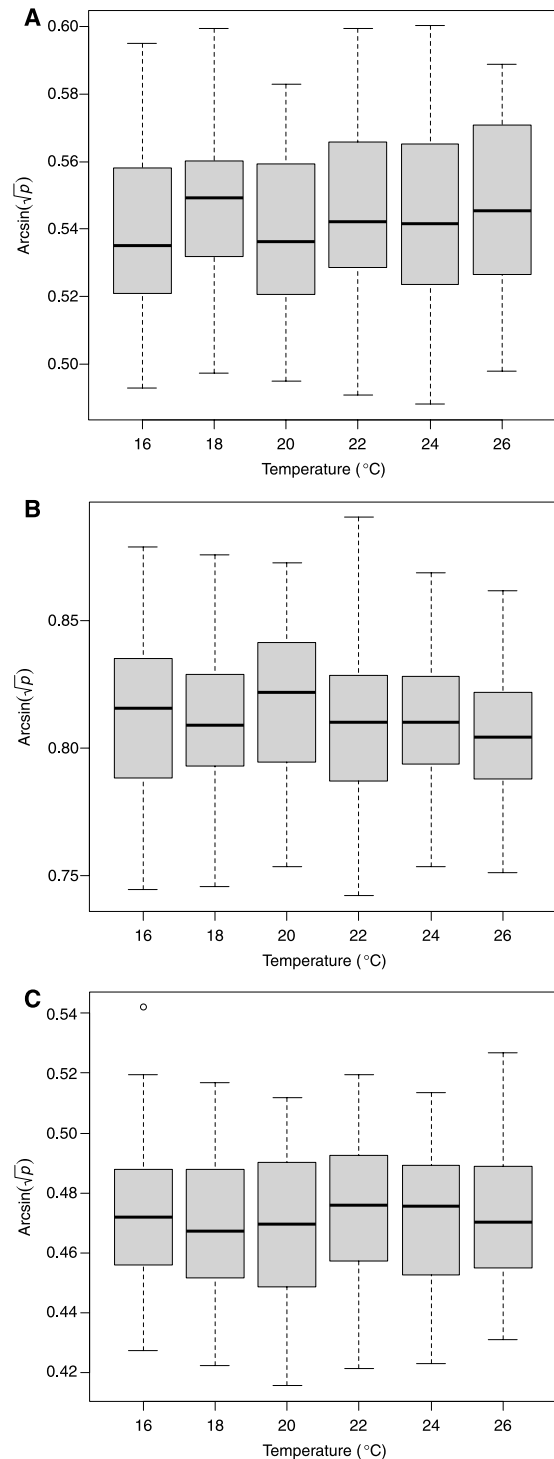 A
0.60
0.58
0.56
0.54
0.52
0.50
Arcsin(√p)
16 18 20 22 24 26
Temperature (°C)
B
0.85
0.80
0.75
Arcsin(√p)
16 18 20 22 24 26
Temperature (°C)
C
0.54
0.52
0.50
0.48
0.46
0.44
0.42
Arcsin(√p)
16 18 20 22 24 26
Temperature (°C)